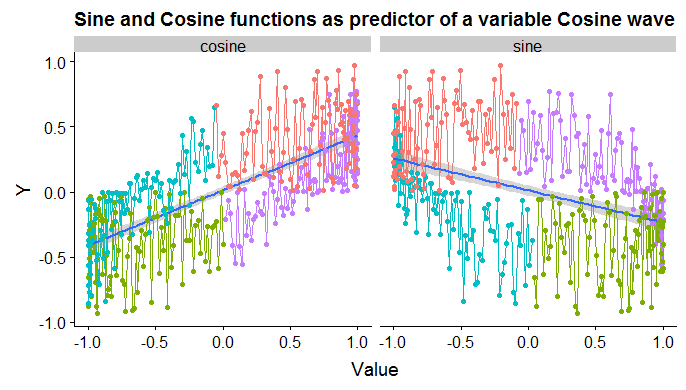 Sine and Cosine functions as predictor of a variable Cosine wave
cosine
sine
Y
1.0
0.5
0.0
-0.5
-1.0
-1.0 -0.5 0.0 0.5 1.0
-1.0 -0.5 0.0 0.5 1.0
Value